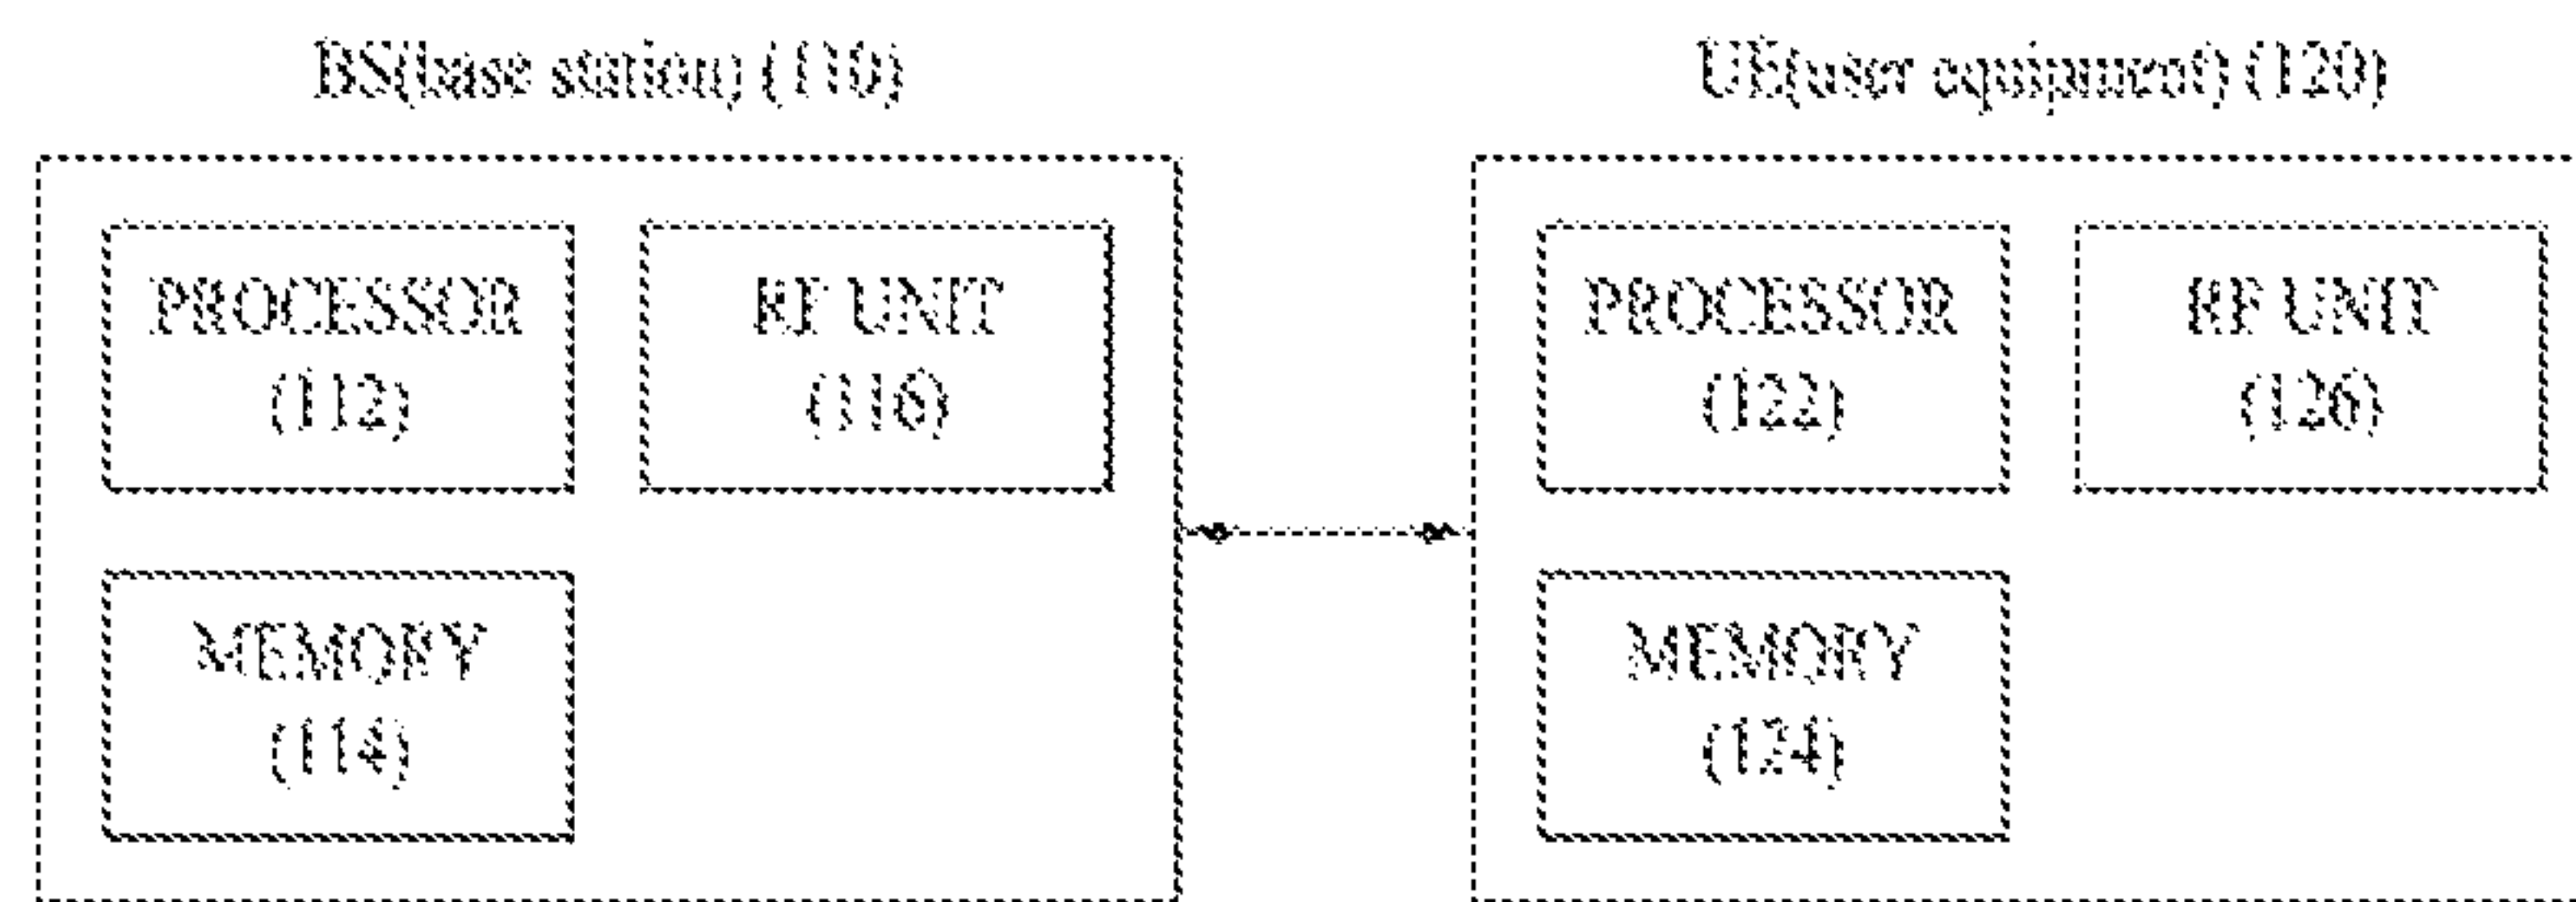 BS(base station) (110)
UE(user equipment) (120)
PROCESSOR
(112)
RF UNIT
(116)
PROCESSOR
(122)
RF UNIT
(126)
MEMORY
(114)
MEMORY
(124)